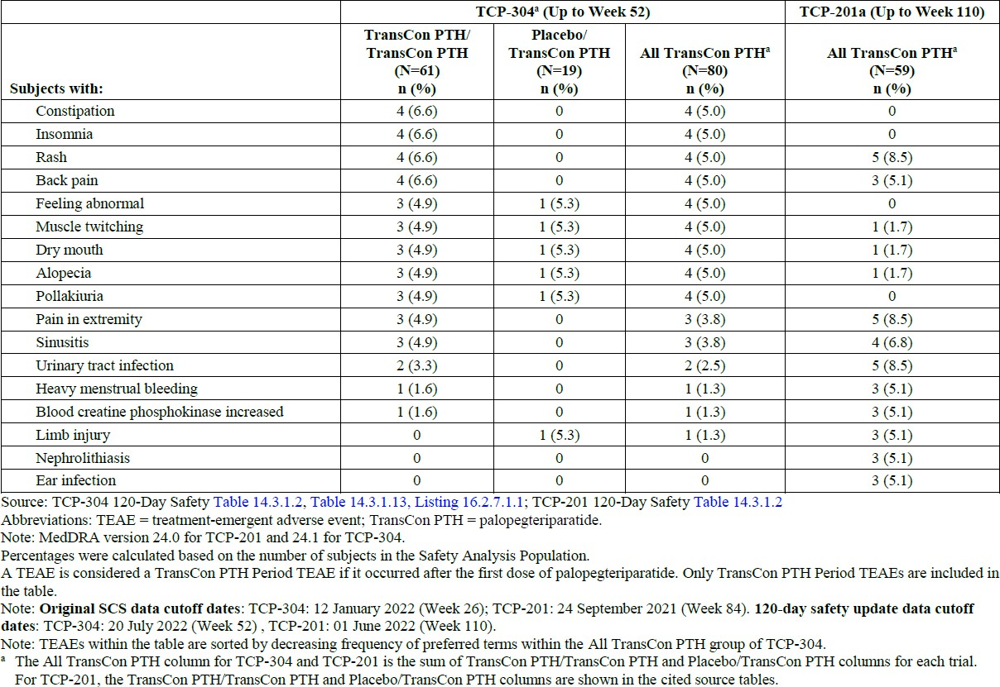 TCP-304a (Up to Week 52) TCP-201a (Up to Week 110)
Subjects with: TransCon PTH/ TransCon PTH (N=61) n (%) Placebo/ TransCon PTH (N=19) n (%) All TransCon PTHa (N=80) n (%) All TransCon PTHa (N=59) n (%)
Constipation 4 (6.6) 0 4 (5.0) 0
Insomnia 4 (6.6) 0 4 (5.0) 0
Rash 4 (6.6) 0 4 (5.0) 5 (8.5)
Back pain 4 (6.6) 0 4 (5.0) 3 (5.1)
Feeling abnormal 3 (4.9) 1 (5.3) 4 (5.0) 0
Muscle twitching 3 (4.9) 1 (5.3) 4 (5.0) 1 (1.7)
Dry mouth 3 (4.9) 1 (5.3) 4 (5.0) 1 (1.7)
Alopecia 3 (4.9) 1 (5.3) 4 (5.0) 1 (1.7)
Pollakiuria 3 (4.9) 1 (5.3) 4 (5.0) 0
Pain in extremity 3 (4.9) 0 3 (3.8) 5 (8.5)
Sinusitis 3 (4.9) 0 3 (3.8) 4 (6.8)
Urinary tract infection 2 (3.3) 0 2 (2.5) 5 (8.5)
Heavy menstrual bleeding 1 (1.6) 0 1 (1.3) 3 (5.1)
Blood creatine phosphokinase increased 1 (1.6) 0 1 (1.3) 3 (5.1)
Limb injury 0 1 (5.3) 1 (1.3) 3 (5.1)
Nephrolithiasis 0 0 0 3 (5.1)
Ear infection 0 0 0 3 (5.1)
Source: TCP-304 120-Day Safety Table 14.3.1.2, Table 14.3.1.13, Listing 16.2.7.1.1; TCP-201 120-Day Safety Table 14.3.1.2
Abbreviations: TEAE = treatment-emergent adverse event; TransCon PTH = palopegteriparatide.
Note: MedDRA version 24.0 for TCP-201 and 24.1 for TCP-304.
Percentages were calculated based on the number of subjects in the Safety Analysis Population.
A TEAE is considered a TransCon PTH Period TEAE if it occurred after the first dose of palopegteriparatide. Only TransCon PTH Period TEAEs are included in
the table.
Note: Original SCS data cutoff dates: TCP-304: 12 January 2022 (Week 26); TCP-201: 24 September 2021 (Week 84). 120-day safety update data cutoff
dates: TCP-304: 20 July 2022 (Week 52) , TCP-201: 01 June 2022 (Week 110).
Note: TEAEs within the table are sorted by decreasing frequency of preferred terms within the All TransCon PTH group of TCP-304.
a The All TransCon PTH column for TCP-304 and TCP-201 is the sum of TransCon PTH/TransCon PTH and Placebo/TransCon PTH columns for each trial.
For TCP-201, the TransCon PTH/TransCon PTH and Placebo/TransCon PTH columns are shown in the cited source tables.